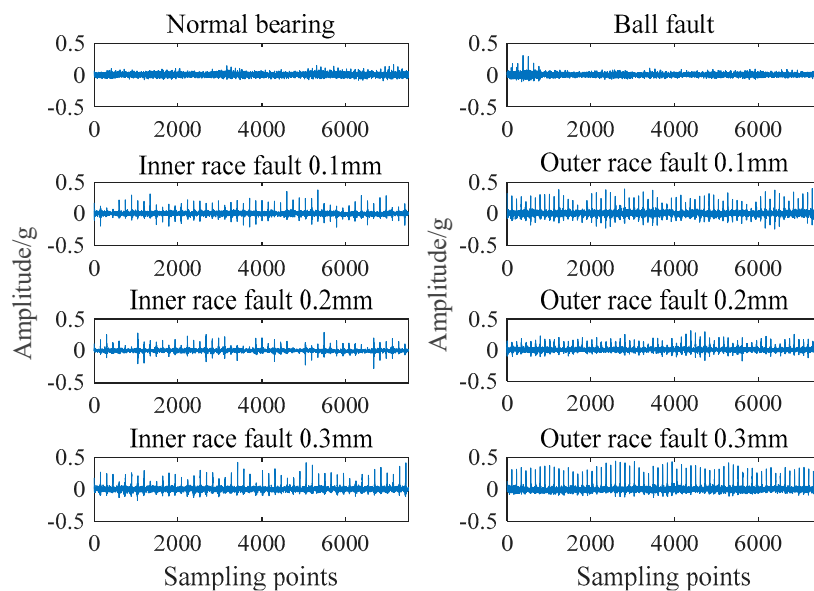 Normal bearing
0.5
0
-0.5
0 2000 4000 6000
Ball fault
0.5
0
-0.5
0 2000 4000 6000
Inner race fault 0.1mm
0.5
0
-0.5
0 2000 4000 6000
Outer race fault 0.1mm
0.5
0
-0.5
0 2000 4000 6000
Amplitude/g
Amplitude/g
Inner race fault 0.2mm
0.5
0
-0.5
0 2000 4000 6000
Outer race fault 0.2mm
0.5
0
-0.5
0 2000 4000 6000
Inner race fault 0.3mm
0.5
0
-0.5
0 2000 4000 6000
Sampling points
Outer race fault 0.3mm
0.5
0
-0.5
0 2000 4000 6000
Sampling points